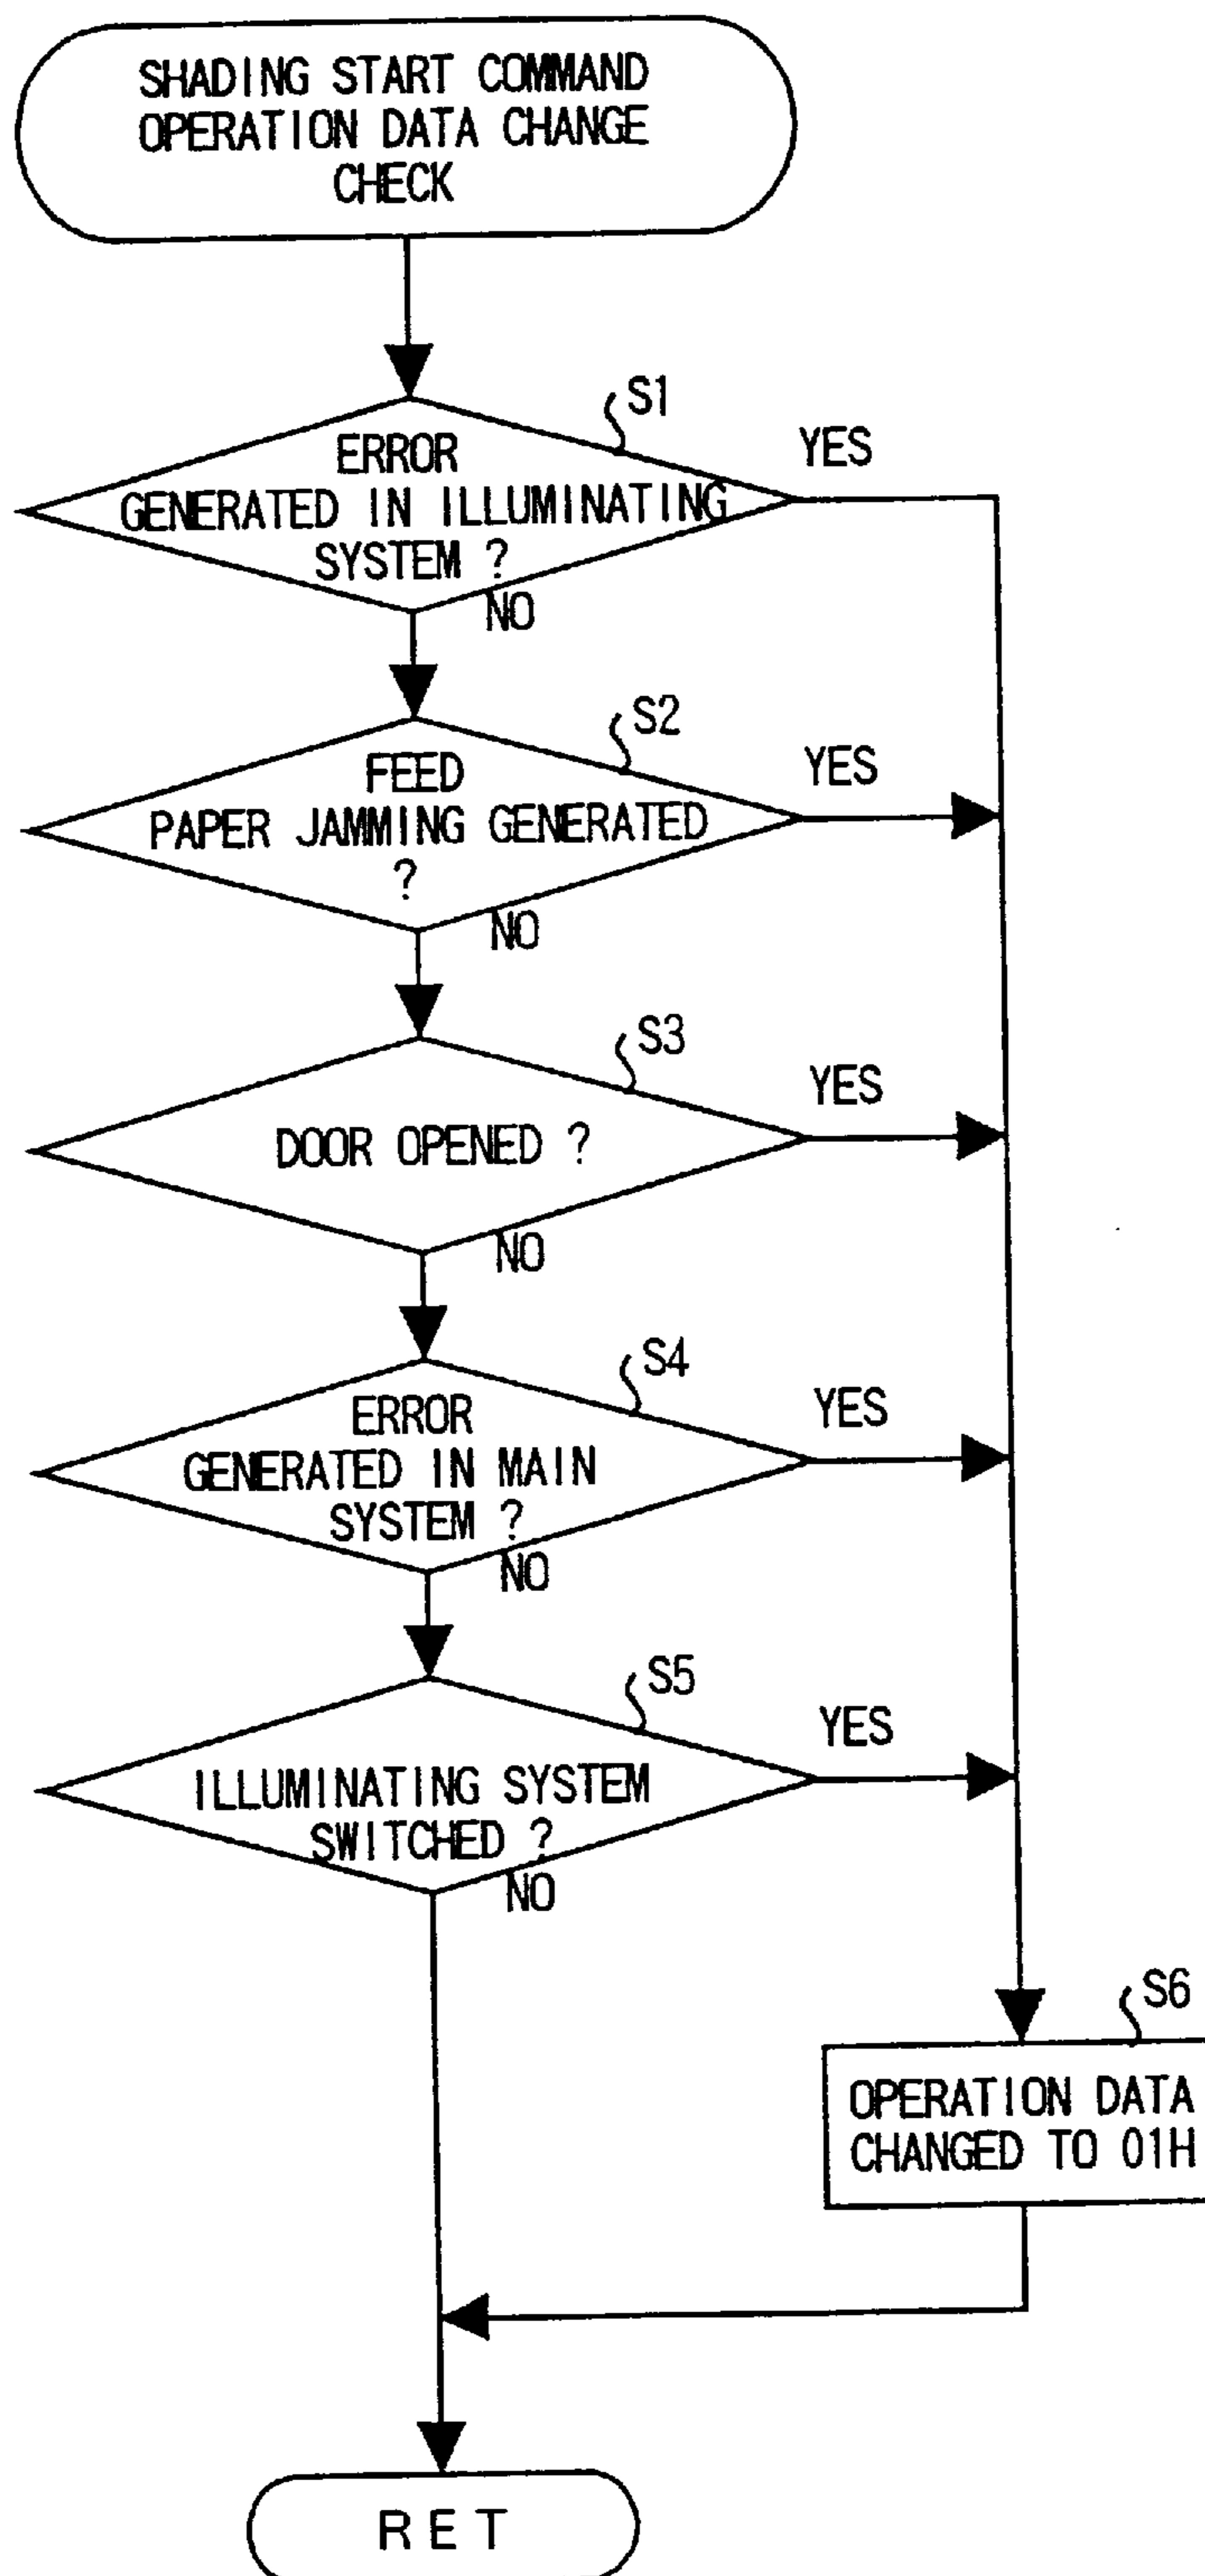 SHADING START COMMAND
OPERATION DATA CHANGE
CHECK
S1
YES
ERROR
GENERATED IN ILLUMINATING
SYSTEM ?
NO
S2
YES
FEED
PAPER JAMMING GENERATED
?
NO
S3
YES
DOOR OPENED ?
NO
S4
YES
ERROR
GENERATED IN MAIN
SYSTEM ?
NO
S5
YES
ILLUMINATING SYSTEM
SWITCHED ?
NO
S6
OPERATION DATA
CHANGED TO 01H
RET